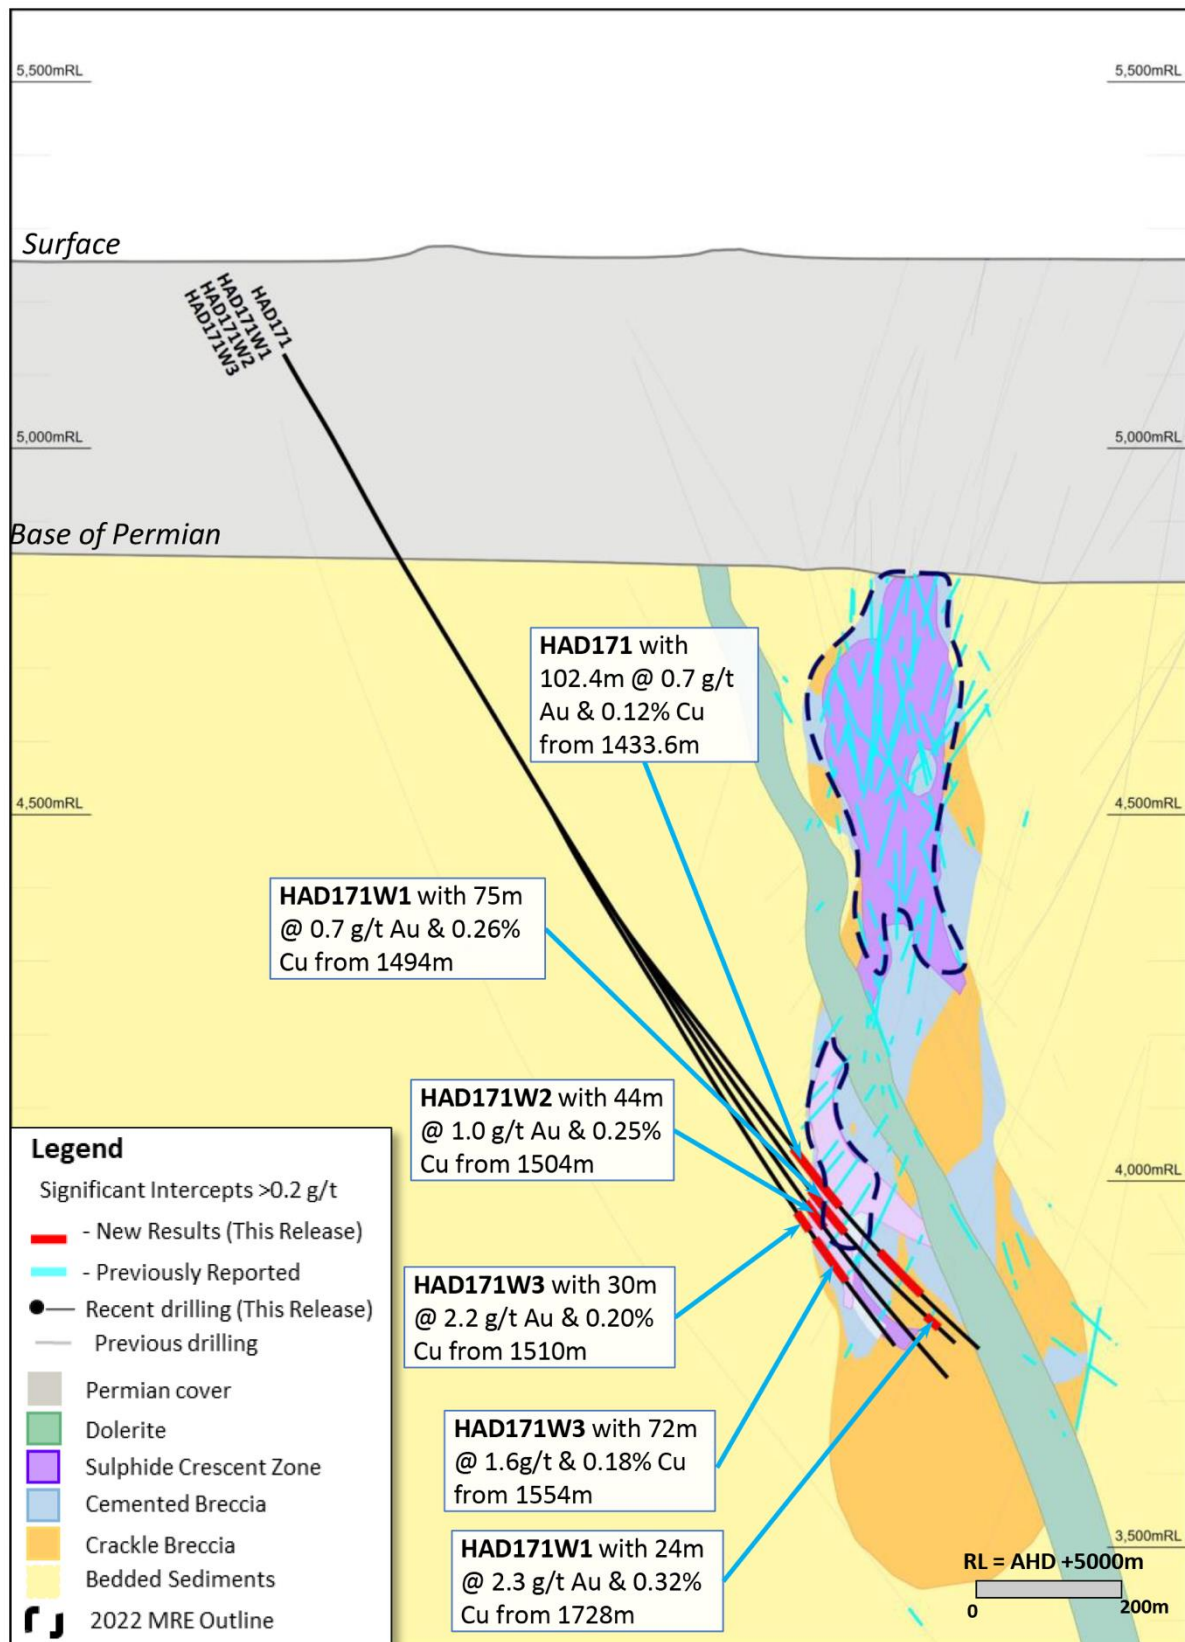 5,500mRL
5,500mRL
Surface
HAD171
HAD171W1
HAD171W2
HAD171W3
5,000mRL
5,000mRL
Base of Permian
HAD171 with
102.4m @ 0.7 g/t
Au & 0.12% Cu
from 1433.6m
4,500mRL
4,500mRL
HAD171W1 with 75m
@ 0.7 g/t Au & 0.26%
Cu from 1494m
HAD171W2 with 44m
@ 1.0 g/t Au & 0.25%
Cu from 1504m
4,000mRL
HAD171W3 with 30m
@ 2.2 g/t Au & 0.20%
Cu from 1510m
HAD171W3 with 72m
@ 1.6g/t & 0.18% Cu
from 1554m
HAD171W1 with 24m
@ 2.3 g/t Au & 0.32%
Cu from 1728m
3,500mRL
RL = AHD +5000m
0
200m
Legend
Significant Intercepts >0.2 g/t
- New Results (This Release)
- Previously Reported
Recent drilling (This Release)
Previous drilling
Permian cover
Dolerite
Sulphide Crescent Zone
Cemented Breccia
Crackle Breccia
Bedded Sediments
2022 MRE Outline